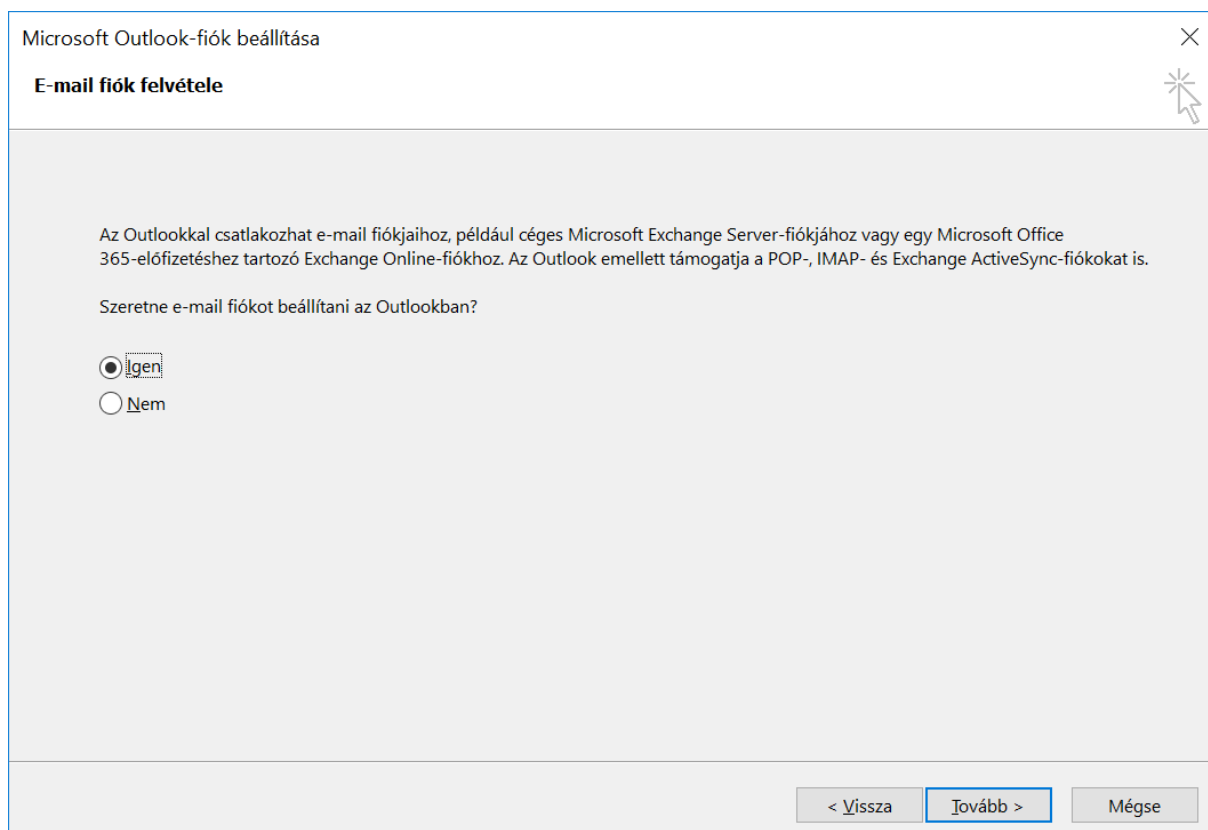 Microsoft Outlook-fiók beállítása
E-mail fiók felvétele
Az Outlookkal csatlakozhat e-mail fiókjaihoz, például céges Microsoft Exchange Server-fiókjához vagy egy Microsoft Office
365-előfizetéshez tartozó Exchange Online-fiókhoz. Az Outlook emellett támogatja a POP-, IMAP- és Exchange ActiveSync-fiókokat is.
Szeretne e-mail fiókot beállítani az Outlookban?
Igen
Nem
< Vissza Tovább > Mégse